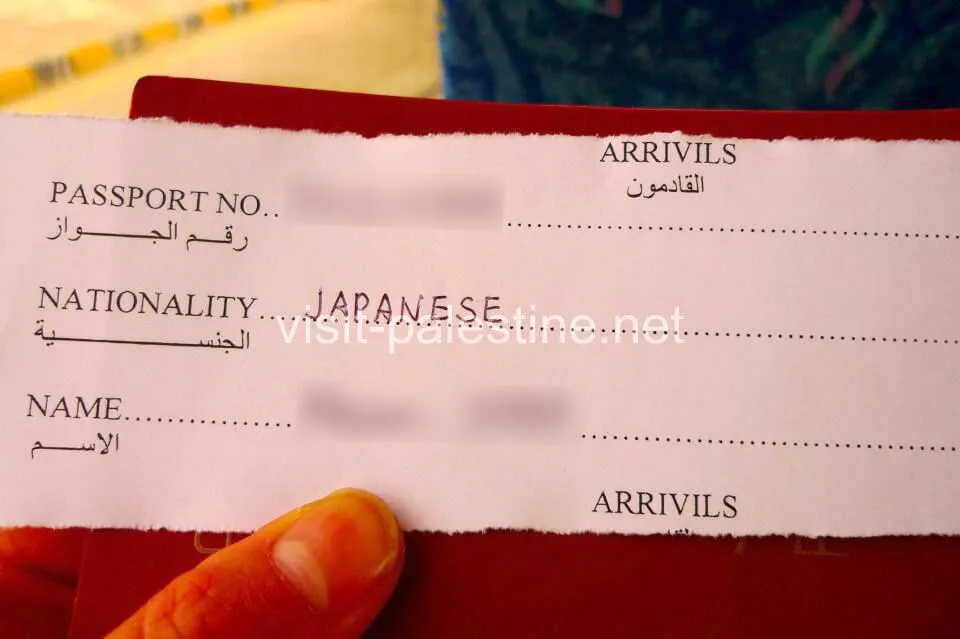 ARRIVILS
القادمون
PASSPORT NO..
رقم الجواز
NATIONALITY... JAPANESE
الجنسية
visit-palestine.net
NAME................
الاسم
ARRIVILS